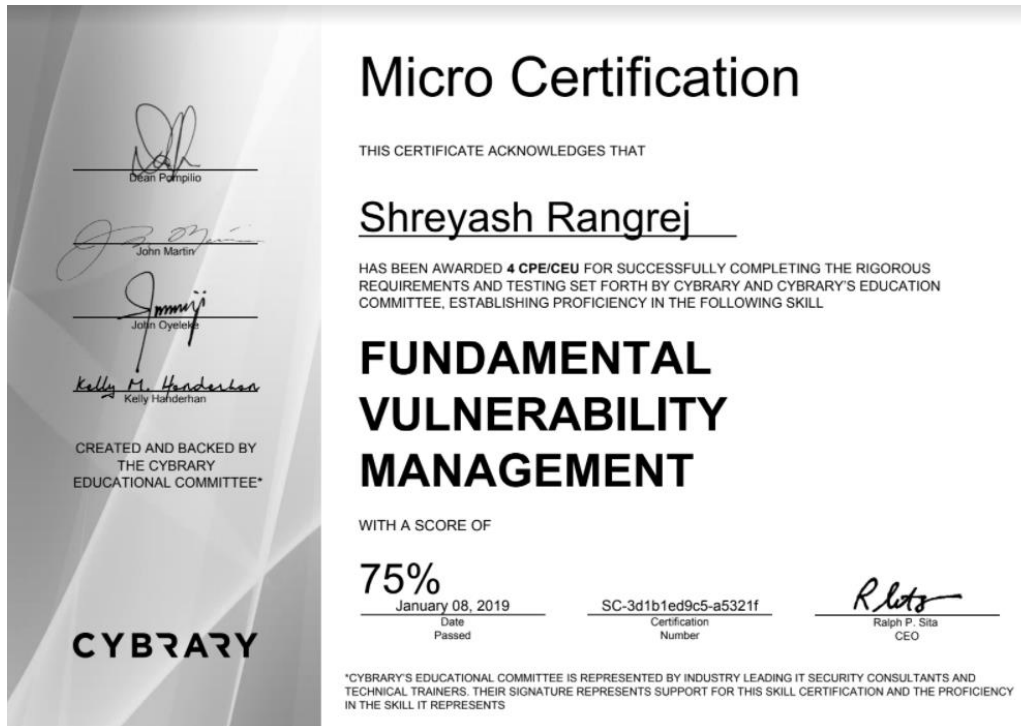 Dean Pompilio
John Martin
John Oyeleke
Kelly M. Handerhan
Kelly Handerhan
CREATED AND BACKED BY
THE CYBRARY
EDUCATIONAL COMMITTEE*
CYBRARY
Micro Certification
THIS CERTIFICATE ACKNOWLEDGES THAT
Shreyash Rangrej
HAS BEEN AWARDED 4 CPE/CEU FOR SUCCESSFULLY COMPLETING THE RIGOROUS
REQUIREMENTS AND TESTING SET FORTH BY CYBRARY AND CYBRARY'S EDUCATION
COMMITTEE, ESTABLISHING PROFICIENCY IN THE FOLLOWING SKILL
FUNDAMENTAL
VULNERABILITY
MANAGEMENT
WITH A SCORE OF
75%
January 08, 2019 SC-3d1b1ed9c5-a5321f
Date Certification Ralph P. Sita
Passed Number CEO
*CYBRARY'S EDUCATIONAL COMMITTEE IS REPRESENTED BY INDUSTRY LEADING IT SECURITY CONSULTANTS AND
TECHNICAL TRAINERS. THEIR SIGNATURE REPRESENTS SUPPORT FOR THIS SKILL CERTIFICATION AND THE PROFICIENCY
IN THE SKILL IT REPRESENTS